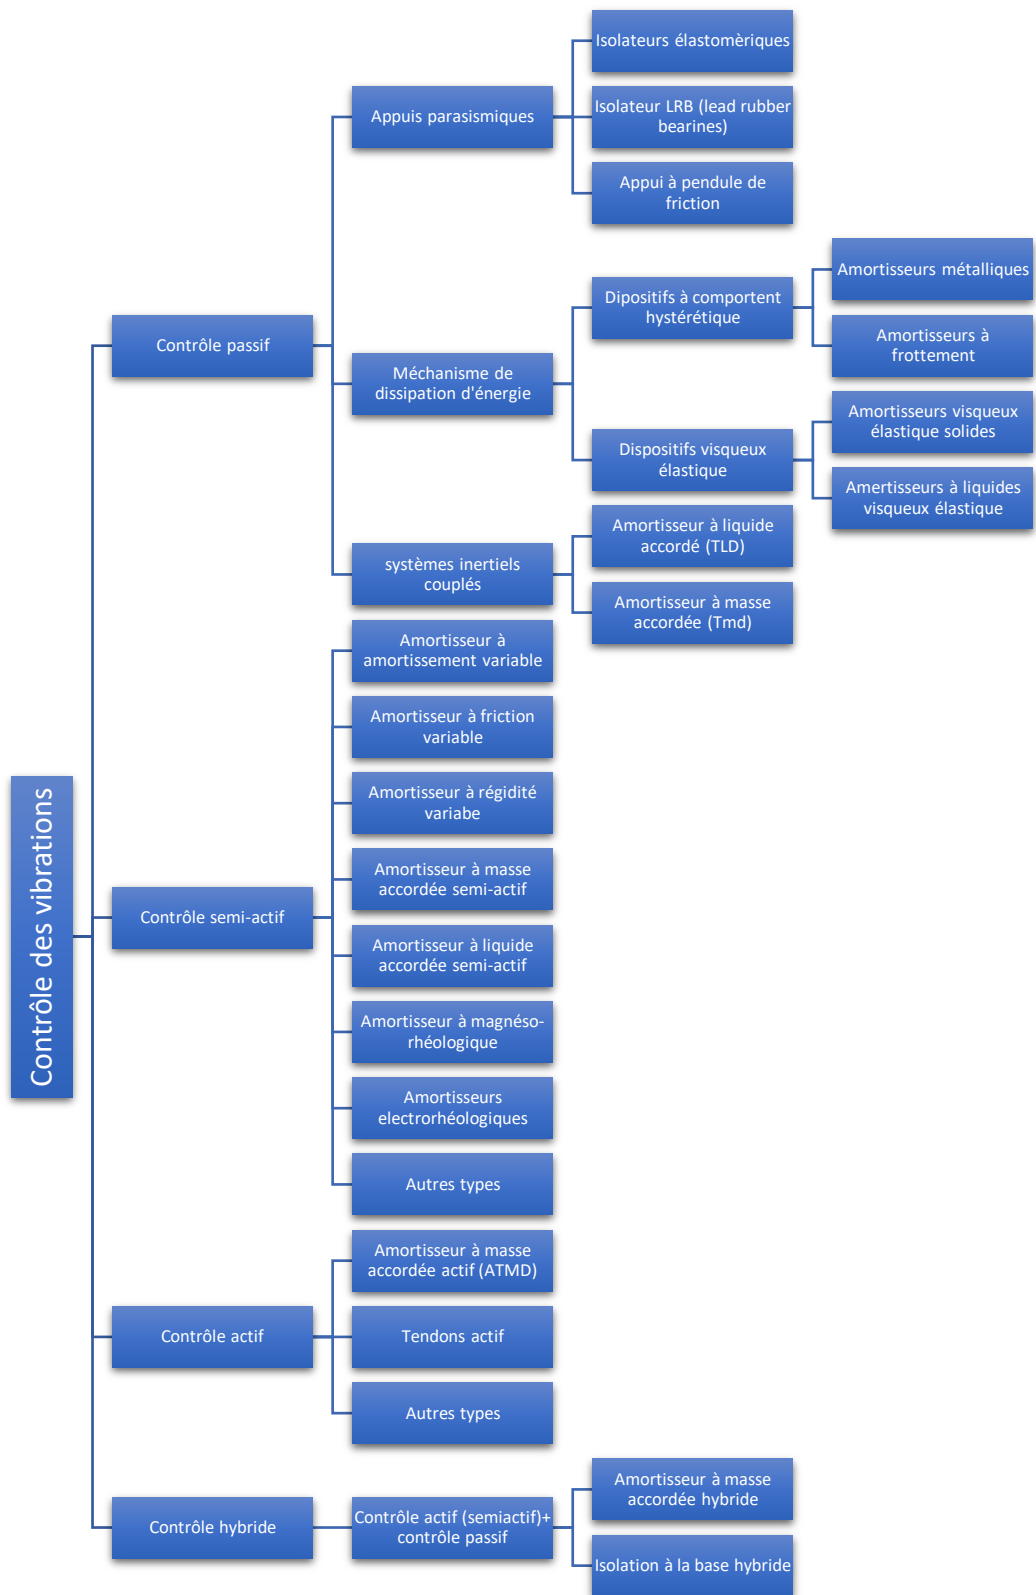 Contrôle des vibrations
Contrôle passif
Appuis parasismiques
Isolateurs élastomèriques
Isolateur LRB (lead rubber
bearines)
Appui à pendule de
friction
Méchanisme de
dissipation d'énergie
Dipositifs à comportent
hystérétique
Amortisseurs métalliques
Amortisseurs à
frottement
Dispositifs visqueux
élastique
Amortisseurs visqueux
élastique solides
Amertisseurs à liquides
visqueux élastique
systèmes inertiels
couplés
Amortisseur à liquide
accordé (TLD)
Amortisseur à masse
accordée (Tmd)
Contrôle semi-actif
Amortisseur à
amortissement variable
Amortisseur à friction
variable
Amortisseur à régidité
variabe
Amortisseur à masse
accordée semi-actif
Amortisseur à liquide
accordée semi-actif
Amortisseur à magnéso-
rhéologique
Amortisseurs
electrorhéologiques
Autres types
Contrôle actif
Amortisseur à masse
accordée actif (ATMD)
Tendons actif
Autres types
Contrôle hybride
Contrôle actif (semiactif)+
contrôle passif
Amortisseur à masse
accordée hybride
Isolation à la base hybride